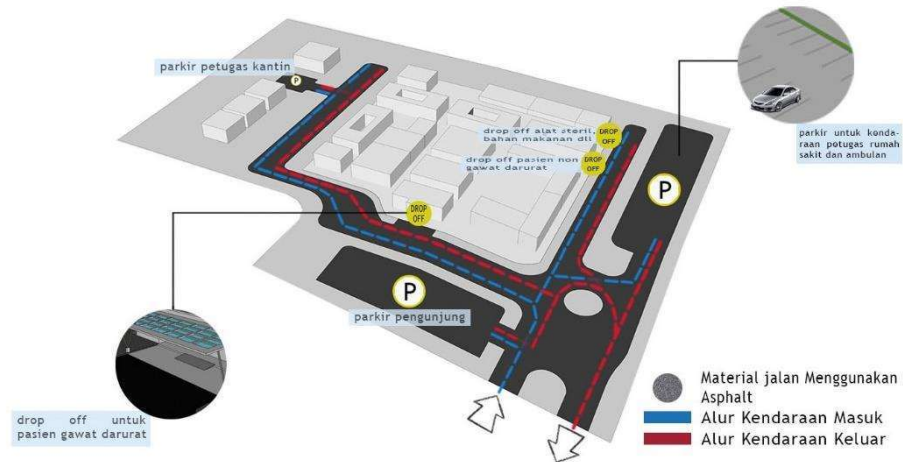 parkir petugas kantin
P
drop off alat steril,
bahan makanan dll
DROP
OFF
drop off pasien non
gawat darurat
DROP
OFF
P
parkir untuk kenda-
raan petugas rumah
sakit dan ambulan
DROP
OFF
P
parkir pengunjung
drop off untuk
pasien gawat darurat
Material jalan Menggunakan
Asphalt
Alur Kendaraan Masuk
Alur Kendaraan Keluar